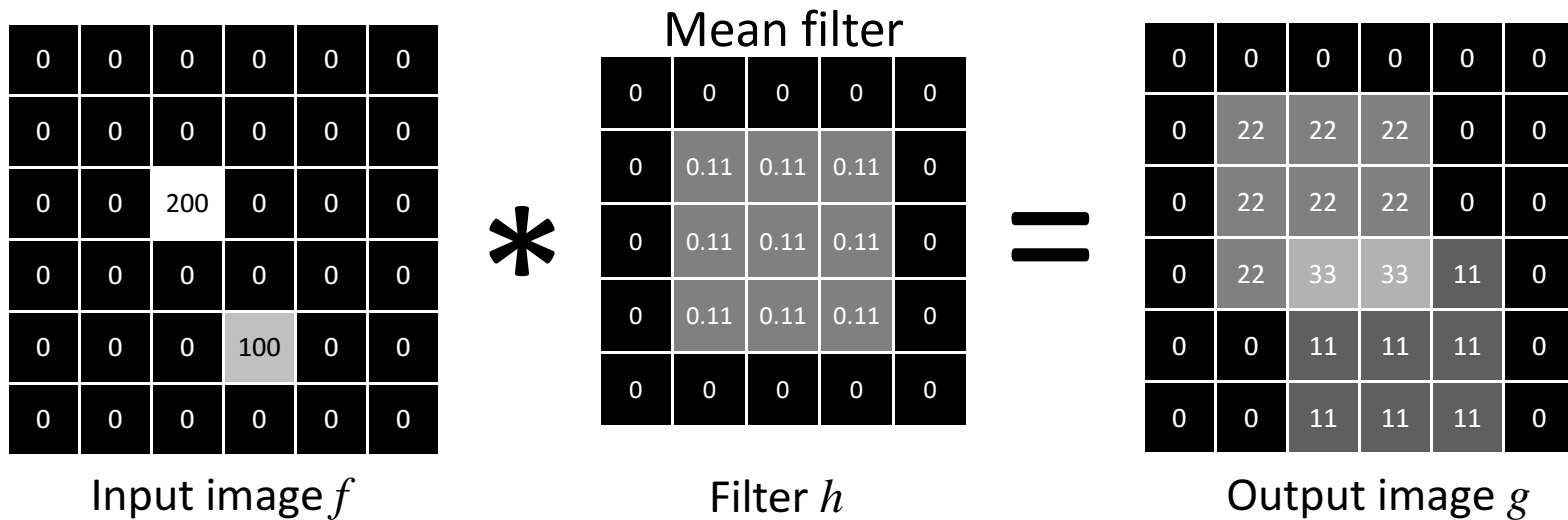 Mean filter
0 0 0 0 0 0
0 0 0 0 0 0
0 0 200 0 0 0
0 0 0 0 0 0
0 0 0 100 0 0
0 0 0 0 0 0
*
0 0 0 0 0
0 0.11 0.11 0.11 0
0 0.11 0.11 0.11 0
0 0.11 0.11 0.11 0
0 0 0 0 0
=
0 0 0 0 0 0
0 22 22 22 0 0
0 22 22 22 0 0
0 22 33 33 11 0
0 0 11 11 11 0
0 0 11 11 11 0
Input image f
Filter h
Output image g